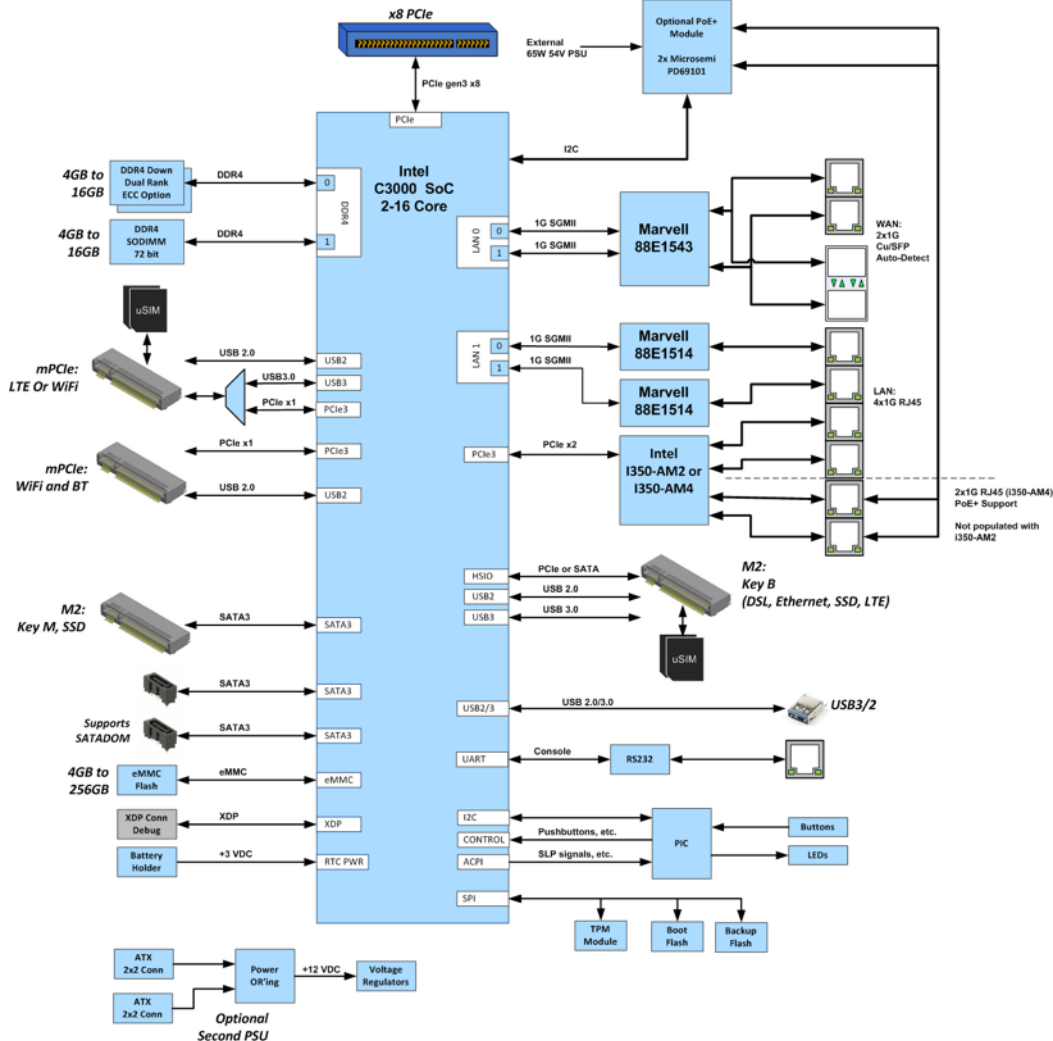 x8 PCIe
PCIe gen3 x8
PCIe
Intel
C3000 SoC
2-16 Core
External
65W 54V PSU
Optional PoE+
Module
2x Microsemi
PD69101
I2C
4GB to
16GB
DDR4 Down
Dual Rank
ECC Option
DDR4
0
DDR4
4GB to
16GB
DDR4
SODIMM
72 bit
DDR4
1
LAN 0
0
1G SGMII
1
1G SGMII
Marvell
88E1543
WAN:
2x1G
Cu/SFP
Auto-Detect
uSIM
mPCIe:
LTE Or WiFi
USB 2.0
USB2
USB3.0
USB3
PCIe x1
PCIe3
LAN 1
0
1G SGMII
1
1G SGMII
Marvell
88E1514
Marvell
88E1514
LAN:
4x1G RJ45
mPCIe:
WiFi and BT
PCIe x1
PCIe3
USB 2.0
USB2
PCIe3
PCIe x2
Intel
I350-AM2 or
I350-AM4
2x1G RJ45 (i350-AM4)
PoE+ Support
Not populated with
i350-AM2
HSIO
PCIe or SATA
USB2
USB 2.0
USB3
USB 3.0
M2:
Key B
(DSL, Ethernet, SSD, LTE)
uSIM
M2:
Key M, SSD
SATA3
SATA3
SATA3
SATA3
Supports
SATADOM
SATA3
SATA3
USB2/3
USB 2.0/3.0
USB3/2
UART
Console
RS232
4GB to
256GB
eMMC
Flash
eMMC
eMMC
XDP Conn
Debug
XDP
XDP
Battery
Holder
+3 VDC
RTC PWR
I2C
CONTROL
Pushbuttons, etc.
ACPI
SLP signals, etc.
PIC
Buttons
LEDs
SPI
TPM
Module
Boot
Flash
Backup
Flash
ATX
2x2 Conn
ATX
2x2 Conn
Power
OR'ing
+12 VDC
Voltage
Regulators
Optional
Second PSU